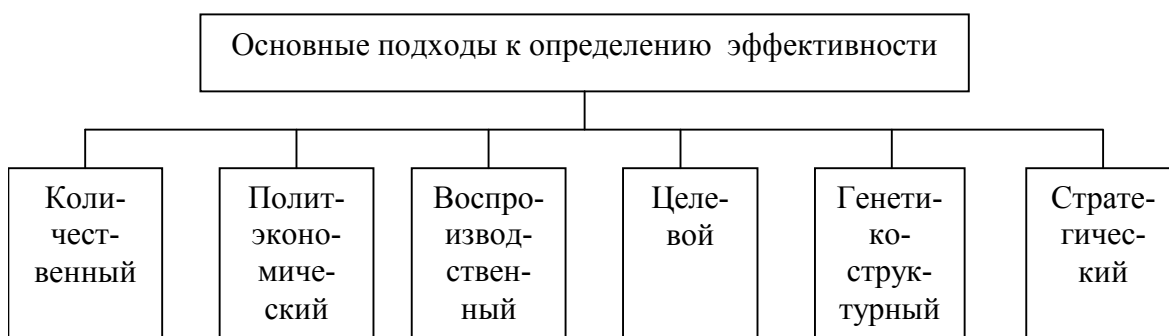 Основные подходы к определению эффективности
Коли-
чест-
венный
Полит-
эконо-
миче-
ский
Воспро-
извод-
ствен-
ный
Целе-
вой
Генети-
ко-
струк-
турный
Страте-
гичес-
кий